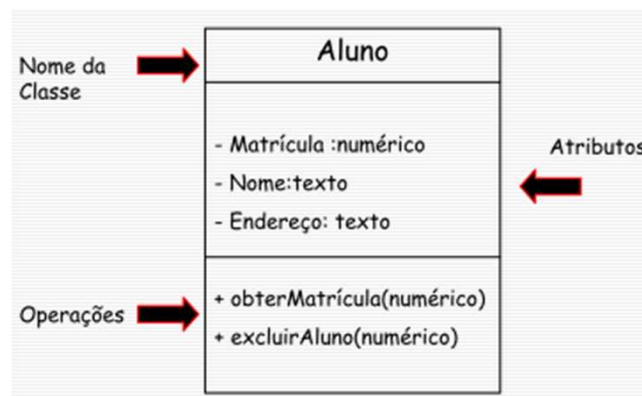 Aluno
Nome da
Classe
- Matrícula :numérico
- Nome:texto
- Endereço: texto
Atributos
Operações
+ obterMatrícula(numérico)
+ excluirAluno(numérico)